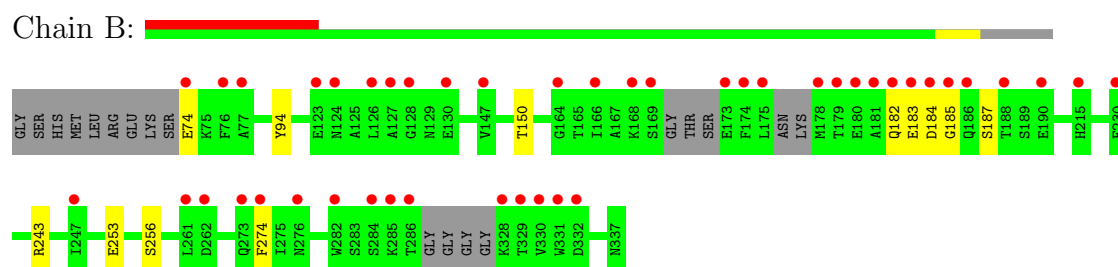 Chain B:
GLY SER HIS MET LEU ARG GLU LYS SER E74 K75 F76 A77 Y94 E123 N124 A125 L126 A127 G128 N129 E130 V147 T150 G164 T165 I166 A167 K168 S169 GLY THR SER E173 F174 L175 ASN LYS M178 T179 E180 A181 Q182 E183 D184 G185 Q186 S187 T188 S189 E190 H215
R243 I247 E253 S256 L261 D262 Q273 F274 I275 N276 W282 S283 S284 K285 T286 GLY GLY GLY GLY K328 T329 V330 W331 D332 N337